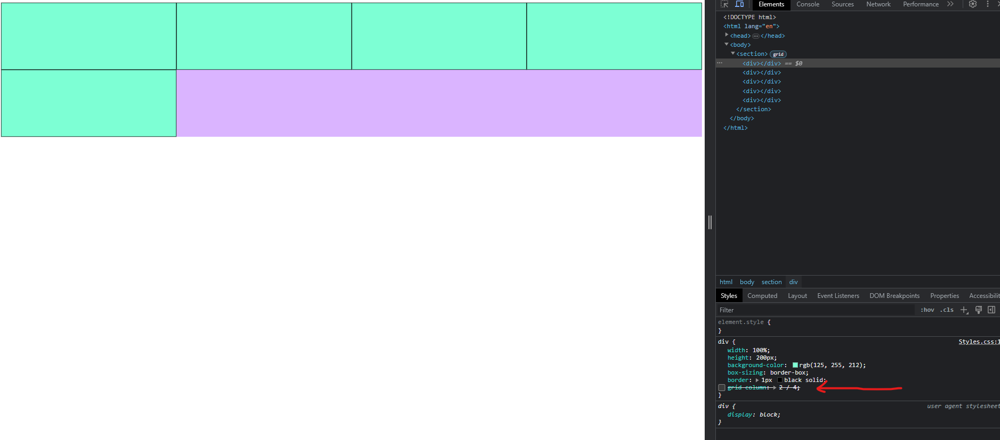 Elements Console Sources Network Performance
<!DOCTYPE html>
<html lang="en">
<head> ⋯ </head>
<body>
<section> grid
<div></div> == $0
<div></div>
<div></div>
<div></div>
<div></div>
</section>
</body>
</html>
html body section div
Styles Computed Layout Event Listeners DOM Breakpoints Properties Accessibilit
Filter :hov .cls
element.style {
}
div { Styles.css:1
width: 100%;
height: 200px;
background-color: rgb(125, 255, 212);
box-sizing: border-box;
border: 1px black solid;
grid-column: 2 / 4;
}
div { user agent stylesheet
display: block;
}